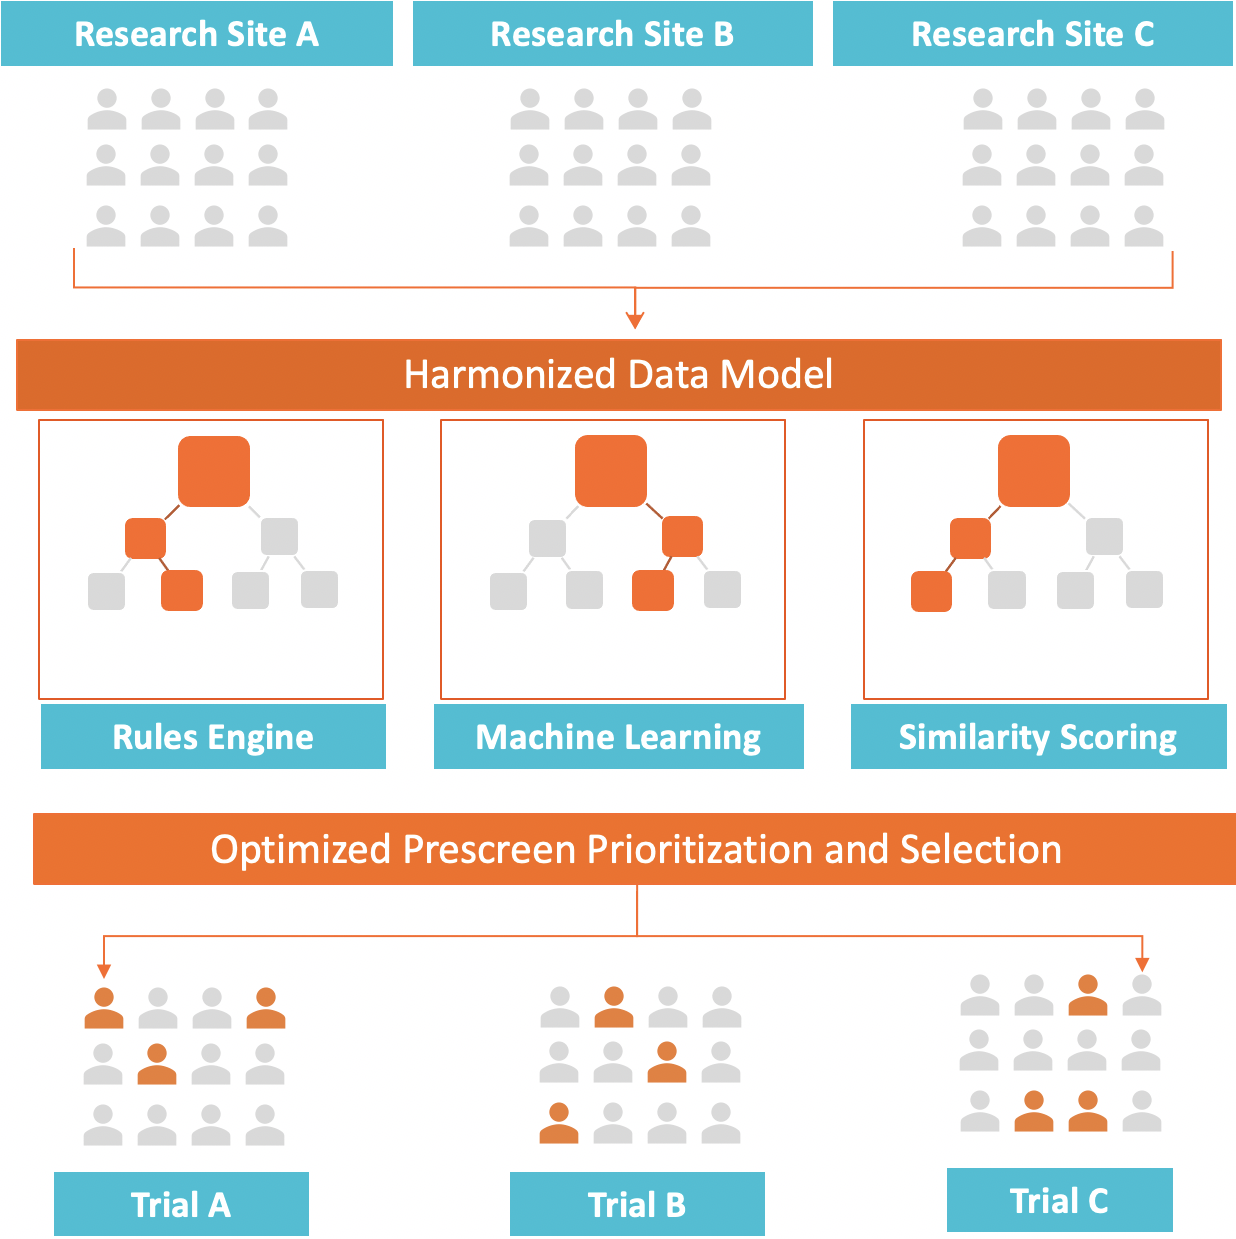 Research Site A
Research Site B
Research Site C
Harmonized Data Model
Rules Engine
Machine Learning
Similarity Scoring
Optimized Prescreen Prioritization and Selection
Trial A
Trial B
Trial C